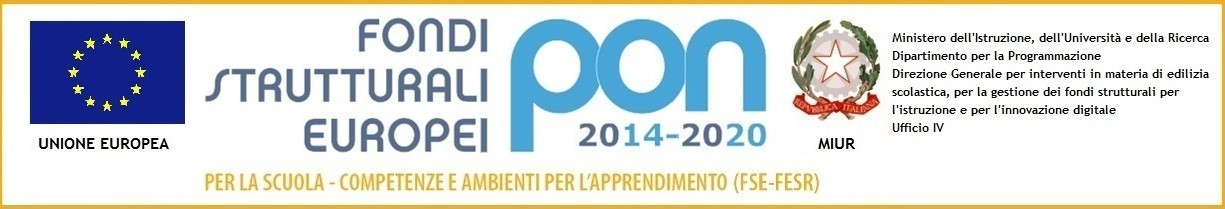 UNIONE EUROPEA
FONDI
STRUTTURALI
EUROPEI
pon
2014-2020
REPVBBLICA ITALIANA
MIUR
Ministero dell'Istruzione, dell'Università e della Ricerca
Dipartimento per la Programmazione
Direzione Generale per interventi in materia di edilizia
scolastica, per la gestione dei fondi strutturali per
l'istruzione e per l'innovazione digitale
Ufficio IV
PER LA SCUOLA - COMPETENZE E AMBIENTI PER L'APPRENDIMENTO (FSE-FESR)